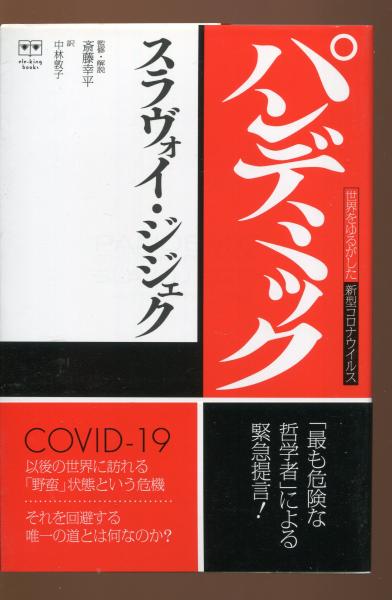 パンデミック
世界をゆるがした新型コロナウイルス
スラヴォイ・ジジェク
監修・解説
斎藤幸平
訳
中林敦子
ele-king
books
「最も危険な
哲学者」による
緊急提言!
COVID-19
以後の世界に訪れる
「野蛮」状態という危機
それを回避する
唯一の道とは何なのか?